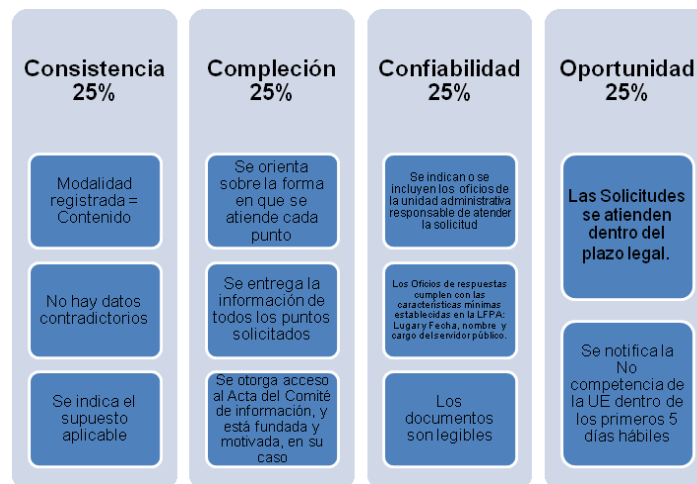 Consistencia
25%
Modalidad
registrada =
Contenido
No hay datos
contradictorios
Se indica el
supuesto
aplicable
Compleción
25%
Se orienta
sobre la forma
en que se
atiende cada
punto
Se entrega la
información de
todos los puntos
solicitados
Se otorga acceso
al Acta del Comité
de información, y
está fundada y
motivada, en su
caso
Confiabilidad
25%
Se indican o se
incluyen los oficios de
la unidad administrativa
responsable de atender
la solicitud
Los Oficios de respuestas
cumplen con las
características mínimas
establecidas en la LFPA:
Lugar y Fecha, nombre y
cargo del servidor público.
Los
documentos
son legibles
Oportunidad
25%
Las Solicitudes
se atienden
dentro del
plazo legal.
Se notifica la
No
competencia de
la UE dentro de
los primeros 5
días hábiles